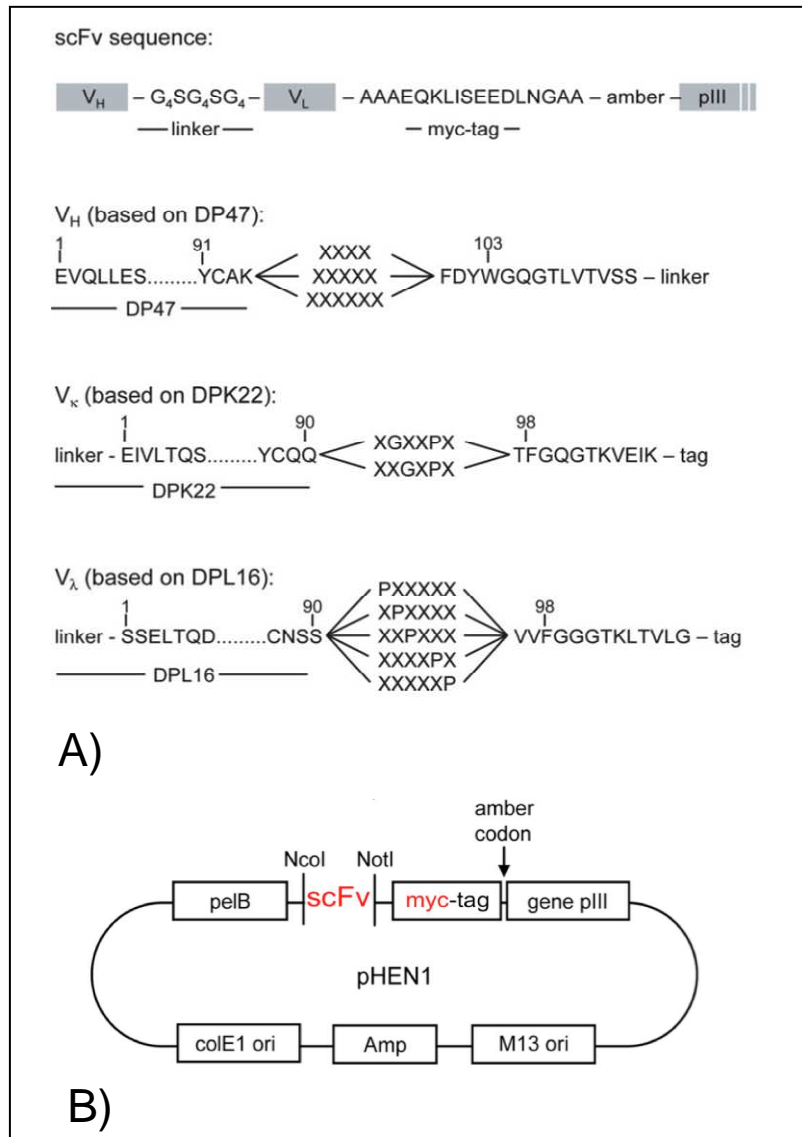 scFv sequence:
V_H – G₄SG₄SG₄ – V_L – AAAEQKLISEEDLNGAA – amber – pIII
linker
myc-tag
V_H (based on DP47):
1 91 XXXX 103
EVQLLES.........YCAK XXXXX FDYWGQGTLVTVSS – linker
XXXXXX
DP47
Vκ (based on DPK22):
1 90 98
XGXXPX
linker - EIVLTQS.........YCQQ TFGQGTKVEIK – tag
XXGXPX
DPK22
Vλ (based on DPL16):
PXXXXX
1 90 XPXXXX 98
linker - SSELTQD.........CNSS XXPXXX VVFGGGTKLTVLG – tag
XXXXPX
DPL16
XXXXXP
A)
amber
codon
NcoI NotI
pelB scFv myc-tag gene pIII
pHEN1
colE1 ori Amp M13 ori
B)